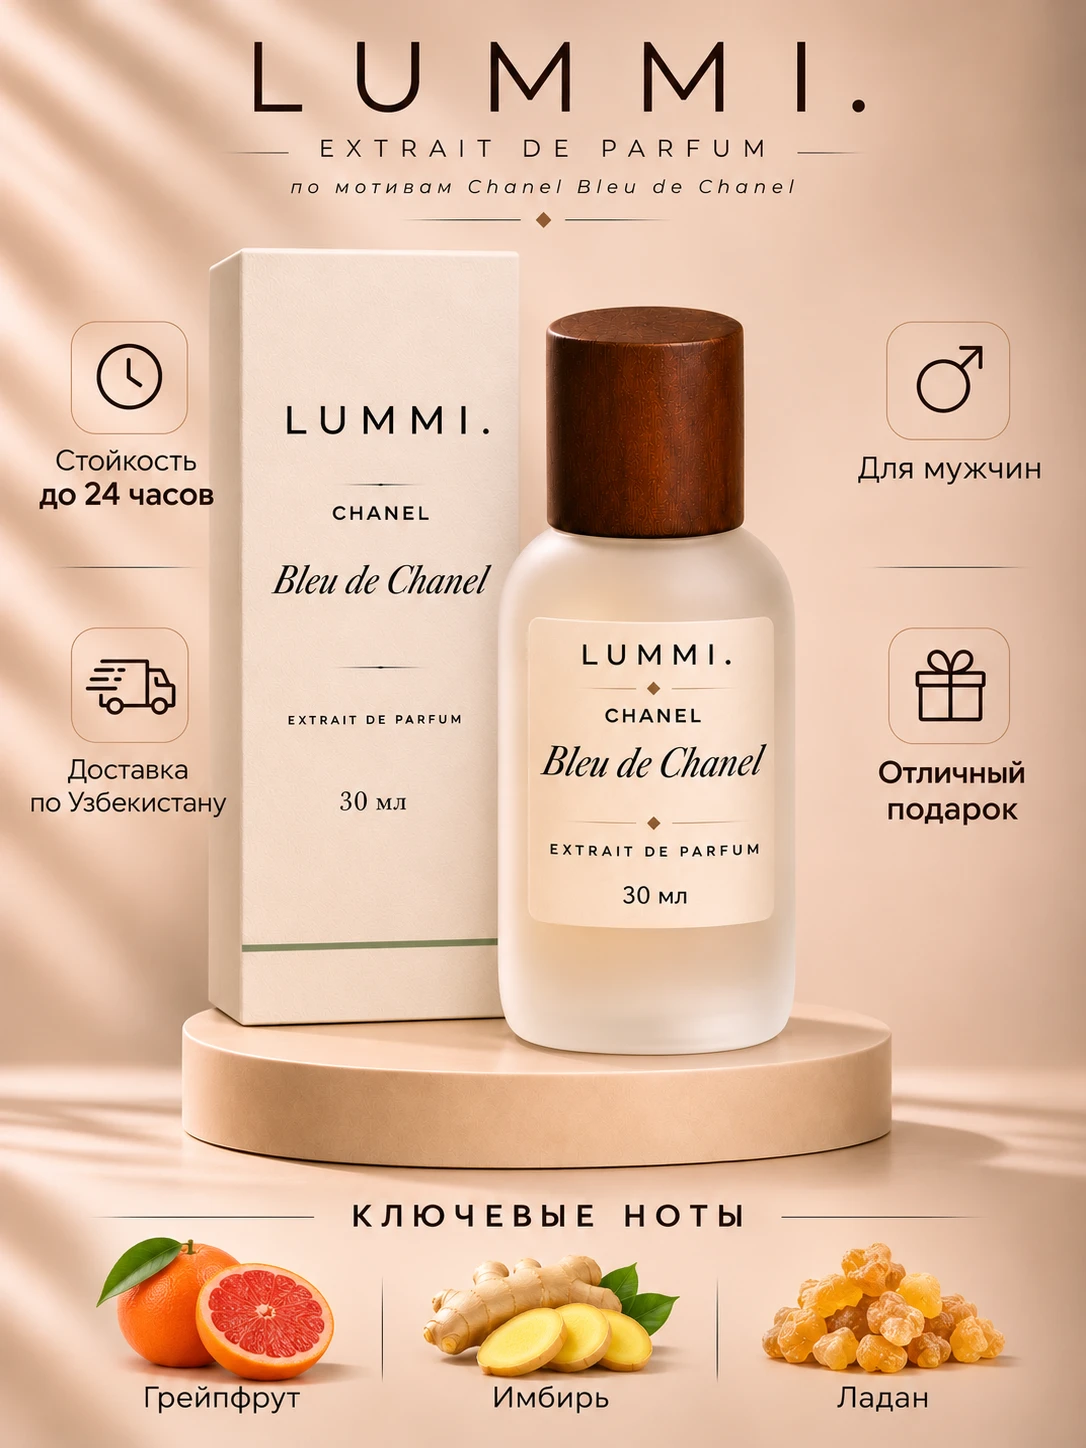 LUMMI.
EXTRAIT DE PARFUM
по мотивам Chanel Bleu de Chanel
LUMMI.
CHANEL
Bleu de Chanel
EXTRAIT DE PARFUM
30 мл
LUMMI.
CHANEL
Bleu de Chanel
EXTRAIT DE PARFUM
30 мл
Стойкость
до 24 часов
Доставка
по Узбекистану
Для мужчин
Отличный
подарок
КЛЮЧЕВЫЕ НОТЫ
Грейпфрут
Имбирь
Ладан